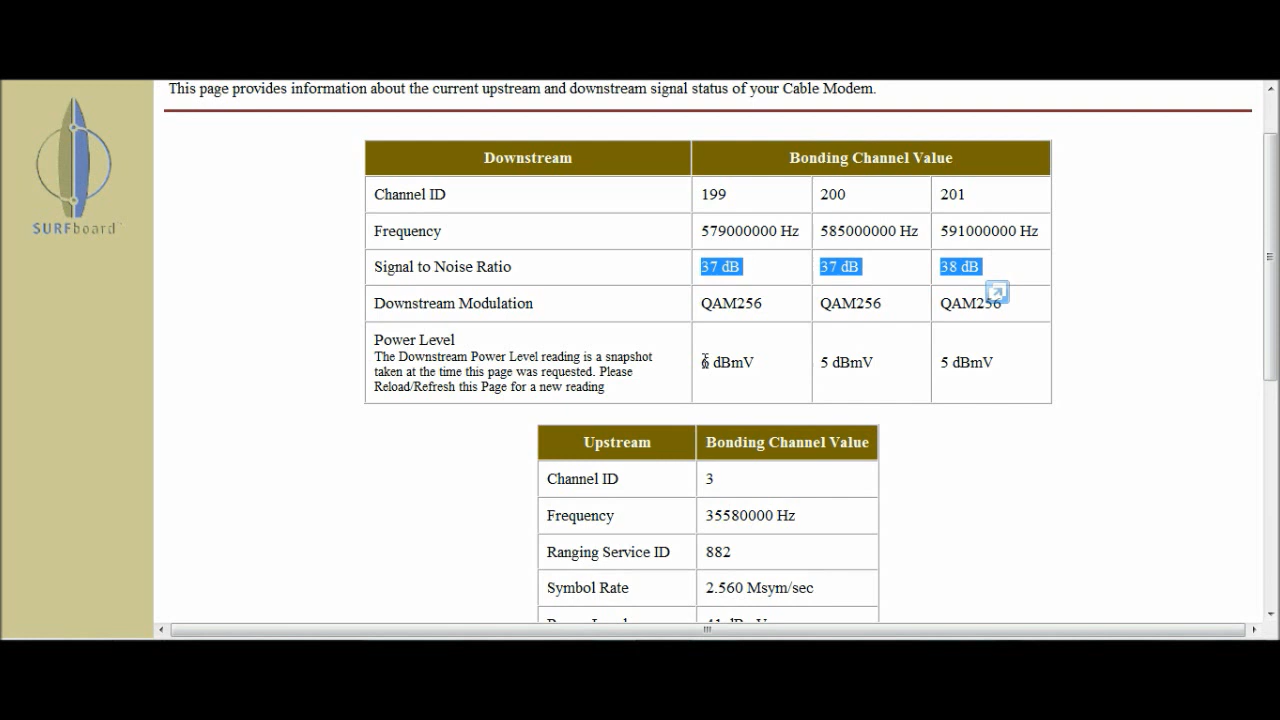 This page provides information about the current upstream and downstream signal status of your Cable Modem.
SURFboard
Downstream Bonding Channel Value
Channel ID 199 200 201
Frequency 579000000 Hz 585000000 Hz 591000000 Hz
Signal to Noise Ratio 37 dB 37 dB 38 dB
Downstream Modulation QAM256 QAM256 QAM256
Power Level
The Downstream Power Level reading is a snapshot
taken at the time this page was requested. Please
Reload/Refresh this Page for a new reading
dBmV 5 dBmV 5 dBmV
Upstream Bonding Channel Value
Channel ID 3
Frequency 35580000 Hz
Ranging Service ID 882
Symbol Rate 2.560 Msym/sec